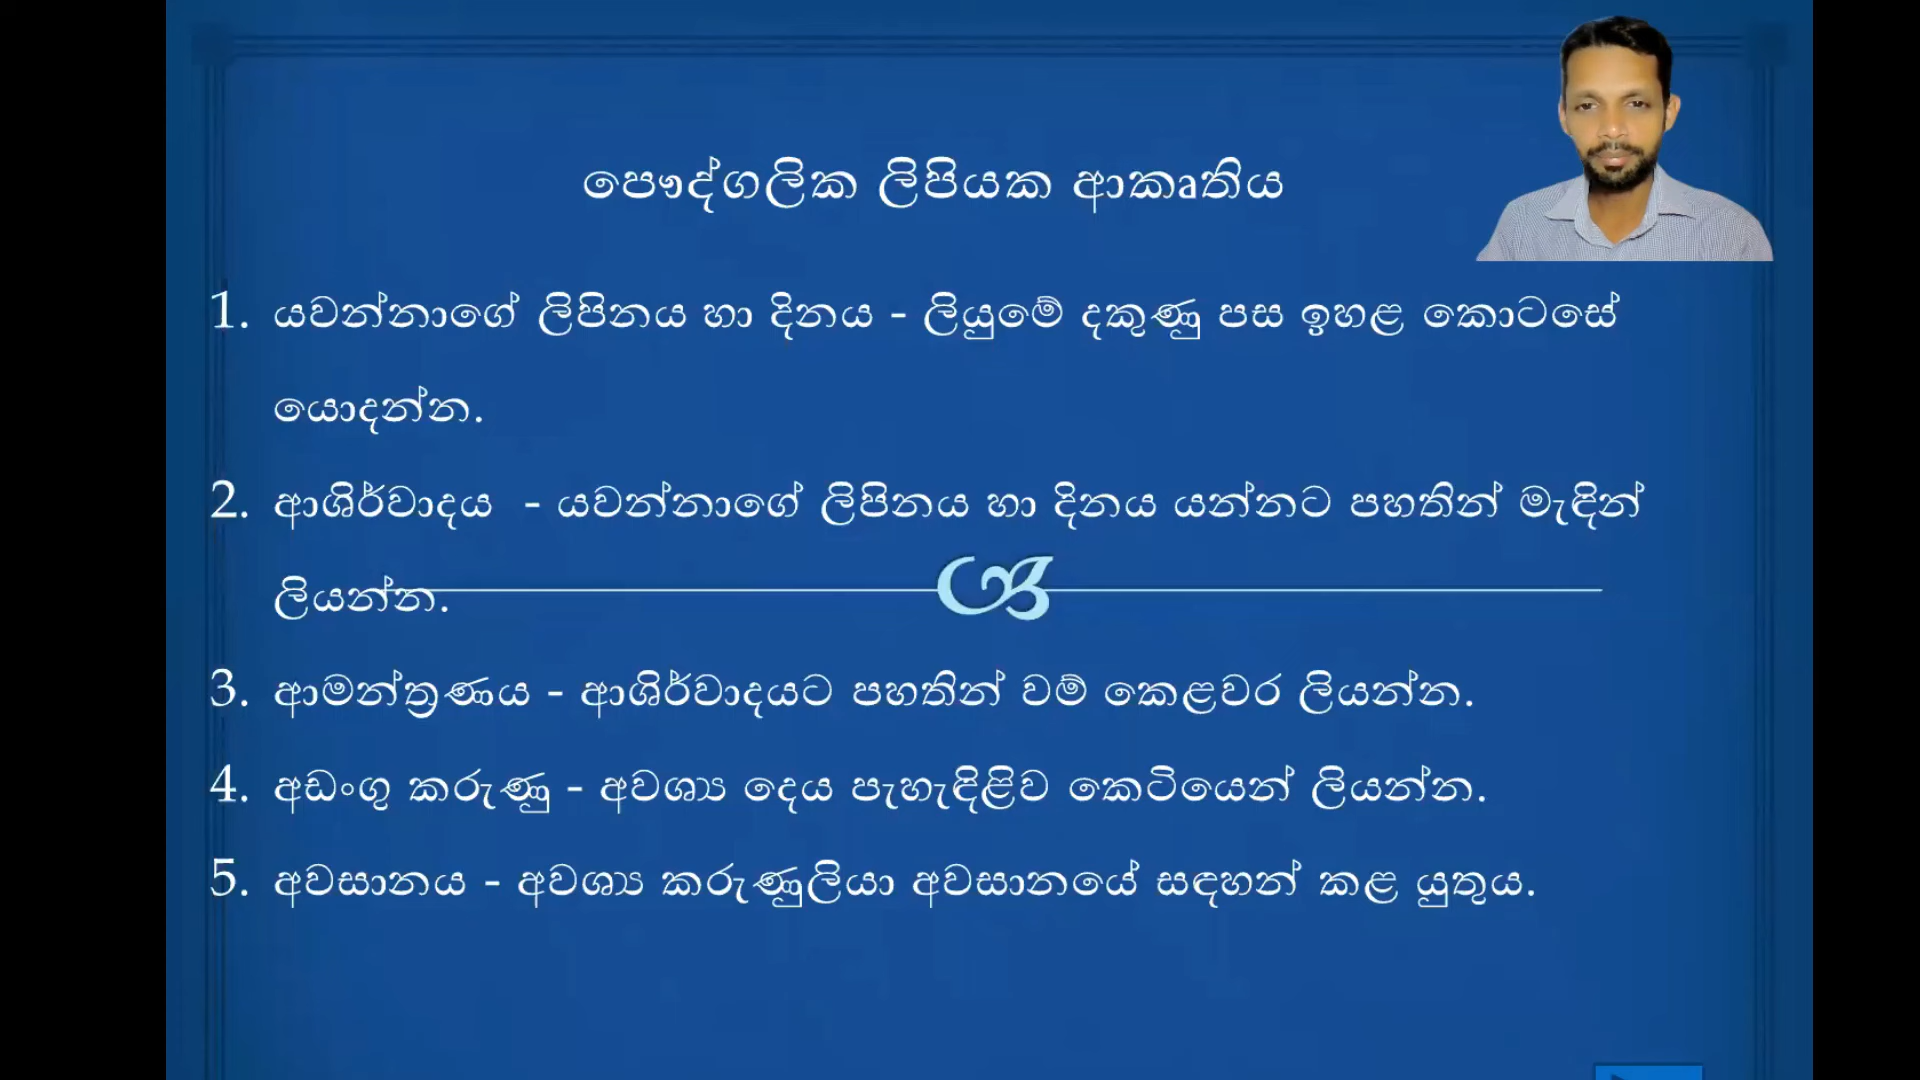 පෞද්ගලික ලිපියක ආකෘතිය
1. යවන්නාගේ ලිපිනය හා දිනය - ලියුමේ දකුණු පස ඉහළ කොටසේ
යොදන්න.
2. ආශිර්වාදය - යවන්නාගේ ලිපිනය හා දිනය යන්නට පහතින් මැඳින්
ලියන්න.
3. ආමන්ත්‍රණය - ආශිර්වාදයට පහතින් වම් කෙළවර ලියන්න.
4. අඩංගු කරුණු - අවශ්‍ය දෙය පැහැඳිළිව කෙටියෙන් ලියන්න.
5. අවසානය - අවශ්‍ය කරුණුලියා අවසානයේ සඳහන් කළ යුතුය.